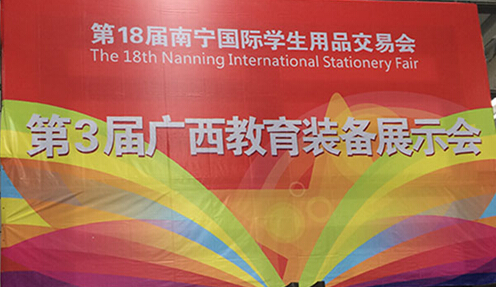 第18届南宁国际学生用品交易会
The 18th Nanning International Stationery Fair
第3届广西教育装备展示会